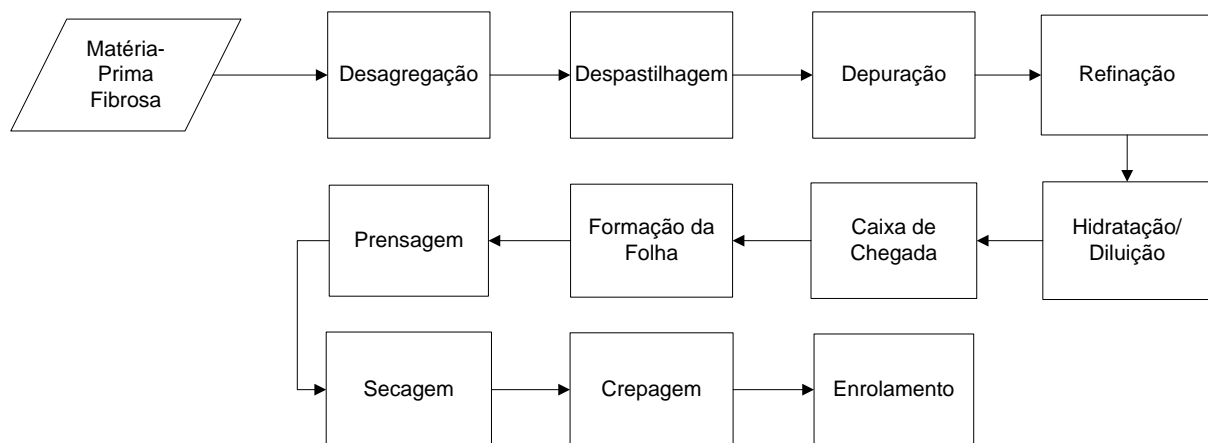 Matéria-
Prima
Fibrosa
Desagregação
Despastilhagem
Depuração
Refinação
Hidratação/
Diluição
Caixa de
Chegada
Formação da
Folha
Prensagem
Secagem
Crepagem
Enrolamento